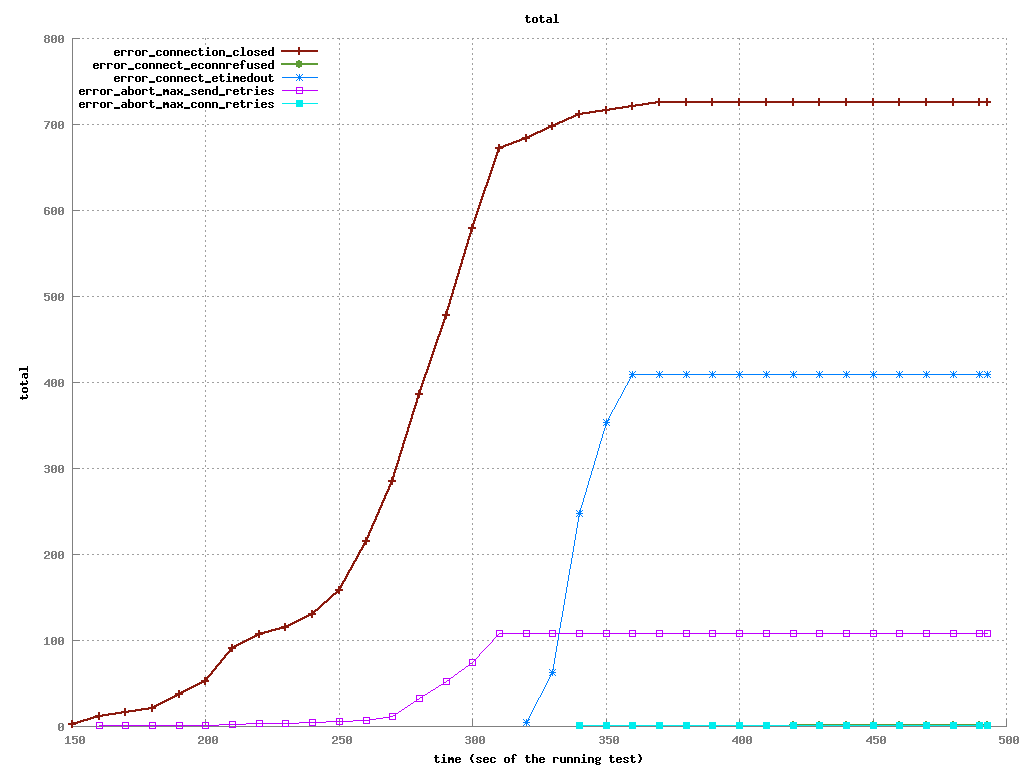 total
800
700
600
500
400
300
200
100
0
total
error_connection_closed
error_connect_econnrefused
error_connect_etimedout
error_abort_max_send_retries
error_abort_max_conn_retries
150 200 250 300 350 400 450 500
time (sec of the running test)